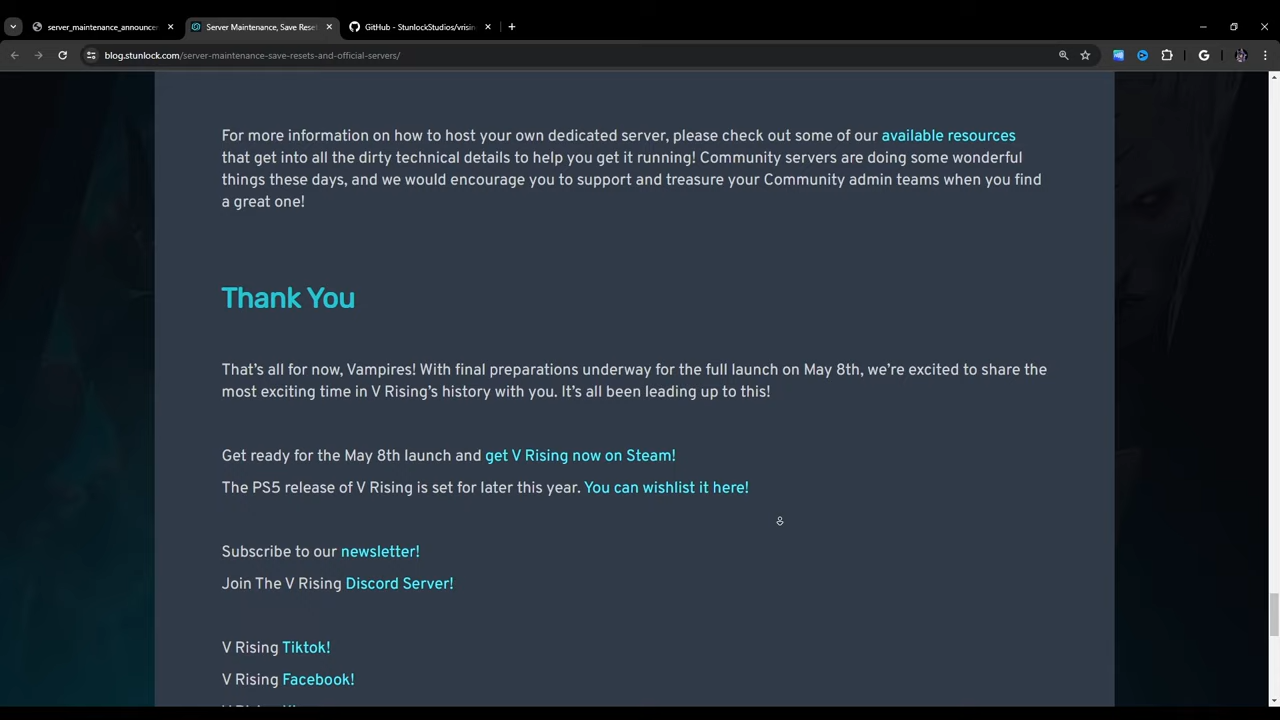 server_maintenance_announcer
Server Maintenance, Save Rese
GitHub - StunlockStudios/vrisin
blog.stunlock.com/server-maintenance-save-resets-and-official-servers/
For more information on how to host your own dedicated server, please check out some of our available resources
that get into all the dirty technical details to help you get it running! Community servers are doing some wonderful
things these days, and we would encourage you to support and treasure your Community admin teams when you find
a great one!
Thank You
That’s all for now, Vampires! With final preparations underway for the full launch on May 8th, we’re excited to share the
most exciting time in V Rising’s history with you. It’s all been leading up to this!
Get ready for the May 8th launch and get V Rising now on Steam!
The PS5 release of V Rising is set for later this year. You can wishlist it here!
Subscribe to our newsletter!
Join The V Rising Discord Server!
V Rising Tiktok!
V Rising Facebook!